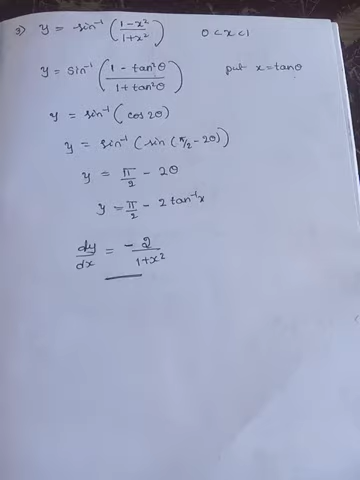 3) y = sin⁻¹ (1-x² / 1+x²) 0 < x < 1
y = sin⁻¹ (1 - tan²θ / 1 + tan²θ) put x = tanθ
y = sin⁻¹ (cos 2θ)
y = sin⁻¹ (sin (π/2 - 2θ))
y = π/2 - 2θ
y = π/2 - 2 tan⁻¹x
dy/dx = -2 / 1+x²